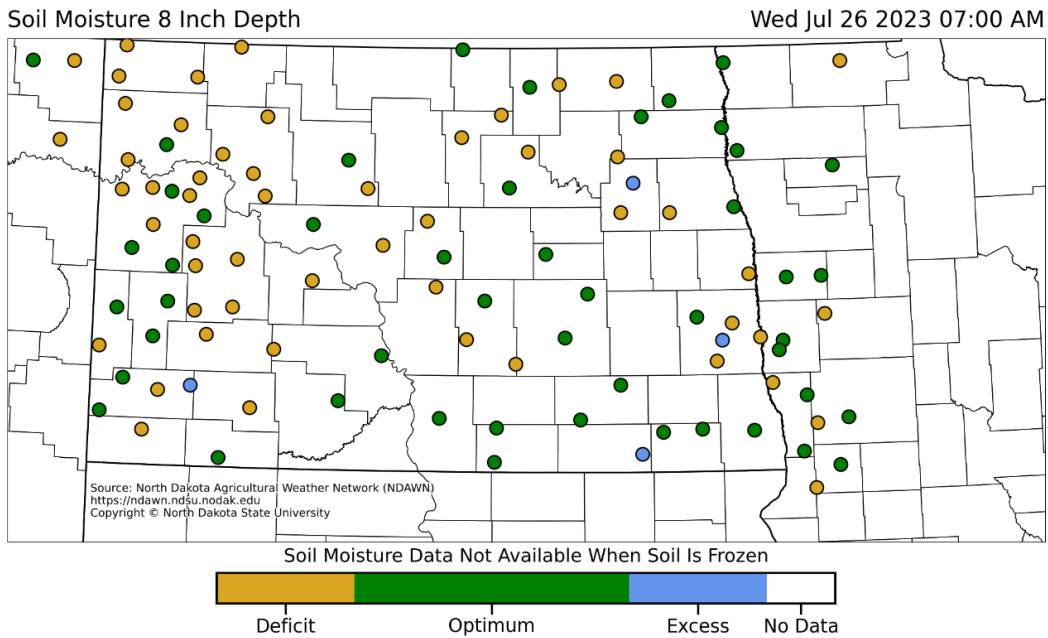 Soil Moisture 8 Inch Depth
Wed Jul 26 2023 07:00 AM
Source: North Dakota Agricultural Weather Network (NDAWN)
https://ndawn.ndsu.nodak.edu
Copyright © North Dakota State University
Soil Moisture Data Not Available When Soil Is Frozen
Deficit
Optimum
Excess
No Data